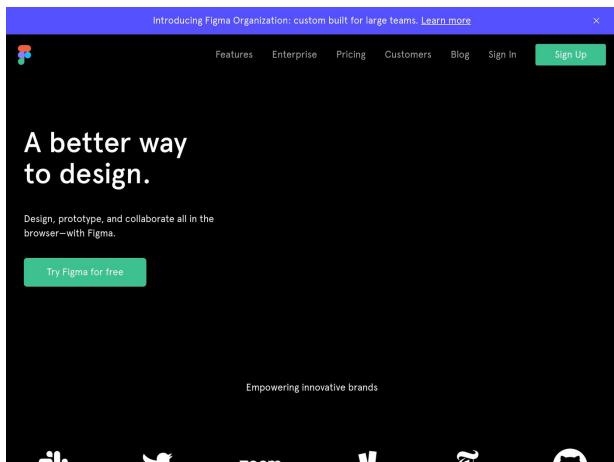 Introducing Figma Organization: custom built for large teams. Learn more ×
Features Enterprise Pricing Customers Blog Sign In Sign Up
A better way
to design.
Design, prototype, and collaborate all in the
browser—with Figma.
Try Figma for free
Empowering innovative brands
zoom